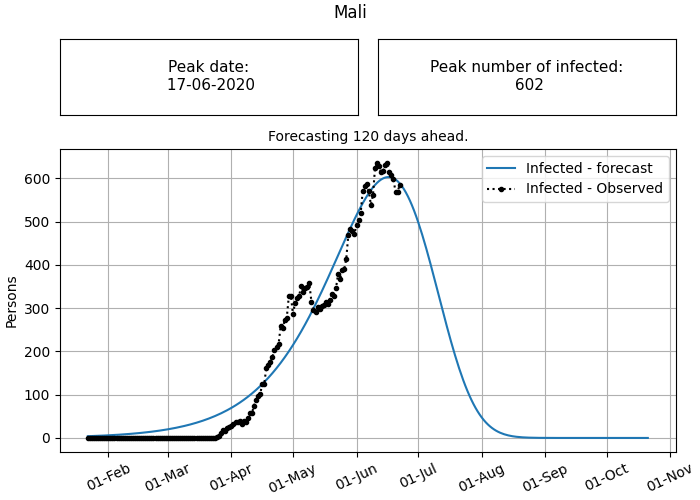 Mali
Peak date:
17-06-2020
Peak number of infected:
602
Forecasting 120 days ahead.
Infected - forecast
Infected - Observed
Persons
600
500
400
300
200
100
0
01-Feb
01-Mar
01-Apr
01-May
01-Jun
01-Jul
01-Aug
01-Sep
01-Oct
01-Nov